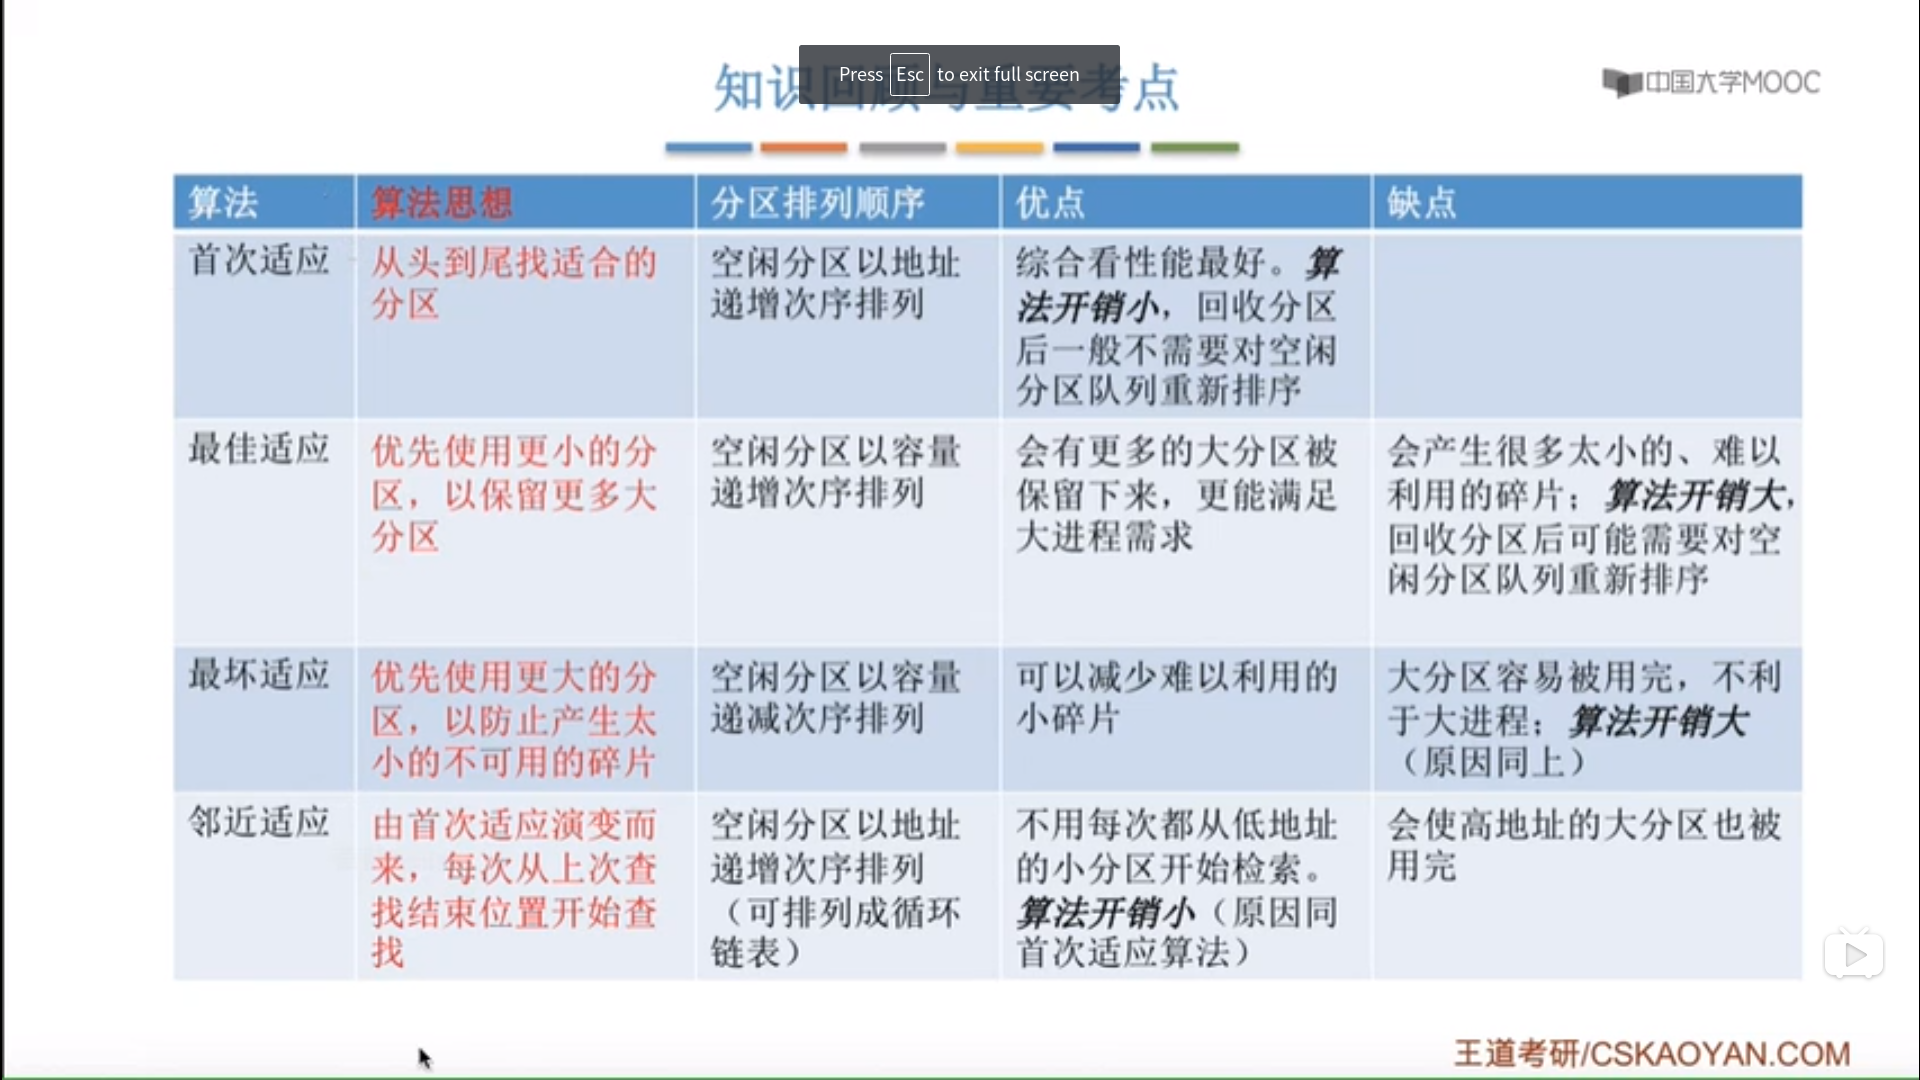 Press Esc to exit full screen
知识回顾与重要考点
中国大学MOOC
算法
算法思想
分区排列顺序
优点
缺点
首次适应
从头到尾找适合的
分区
空闲分区以地址
递增次序排列
综合看性能最好。算
法开销小，回收分区
后一般不需要对空闲
分区队列重新排序
最佳适应
优先使用更小的分
区，以保留更多大
分区
空闲分区以容量
递增次序排列
会有更多的大分区被
保留下来，更能满足
大进程需求
会产生很多太小的、难以
利用的碎片；算法开销大，
回收分区后可能需要对空
闲分区队列重新排序
最坏适应
优先使用更大的分
区，以防止产生太
小的不可用的碎片
空闲分区以容量
递减次序排列
可以减少难以利用的
小碎片
大分区容易被用完，不利
于大进程；算法开销大
（原因同上）
邻近适应
由首次适应演变而
来，每次从上次查
找结束位置开始查
找
空闲分区以地址
递增次序排列
（可排列成循环
链表）
不用每次都从低地址
的小分区开始检索。
算法开销小（原因同
首次适应算法）
会使高地址的大分区也被
用完
王道考研/CSKAOYAN.COM